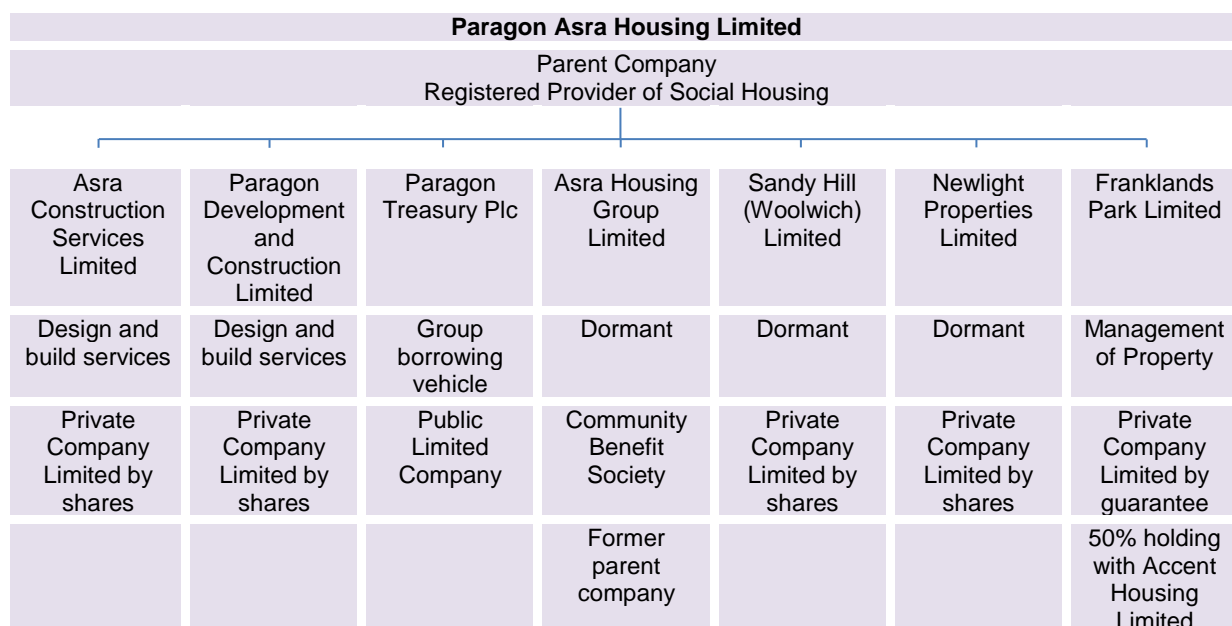 Paragon Asra Housing Limited
Parent Company
Registered Provider of Social Housing
Asra
Construction
Services
Limited
Paragon
Development
and
Construction
Limited
Paragon
Treasury Plc
Asra Housing
Group
Limited
Sandy Hill
(Woolwich)
Limited
Newlight
Properties
Limited
Franklands
Park Limited
Design and
build services
Design and
build services
Group
borrowing
vehicle
Dormant
Dormant
Dormant
Management
of Property
Private
Company
Limited by
shares
Private
Company
Limited by
shares
Public
Limited
Company
Community
Benefit
Society
Private
Company
Limited by
shares
Private
Company
Limited by
shares
Private
Company
Limited by
guarantee
Former
parent
company
50% holding
with Accent
Housing
Limited